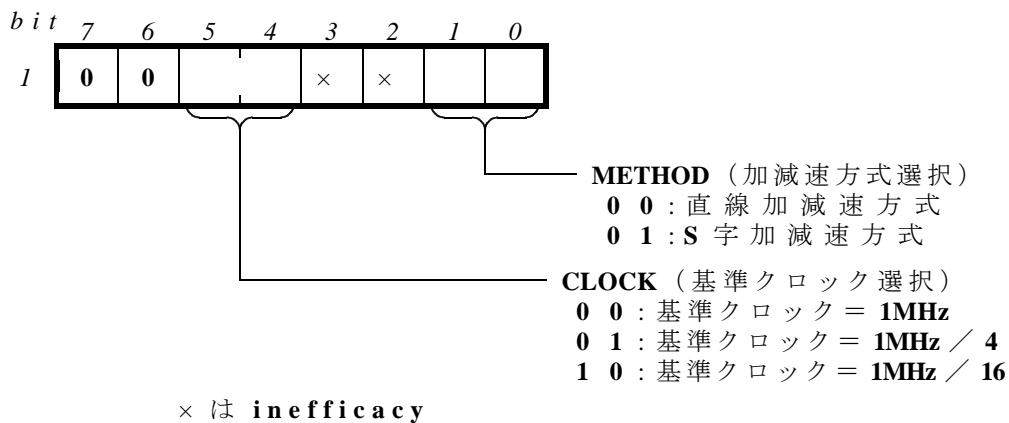 bit 7 6 5 4 3 2 1 0
1 0 0 × ×
METHOD（加減速方式選択）
0 0：直線加減速方式
0 1：S字加減速方式
CLOCK（基準クロック選択）
0 0：基準クロック＝1MHz
0 1：基準クロック＝1MHz／4
1 0：基準クロック＝1MHz／16
× は inefficacy